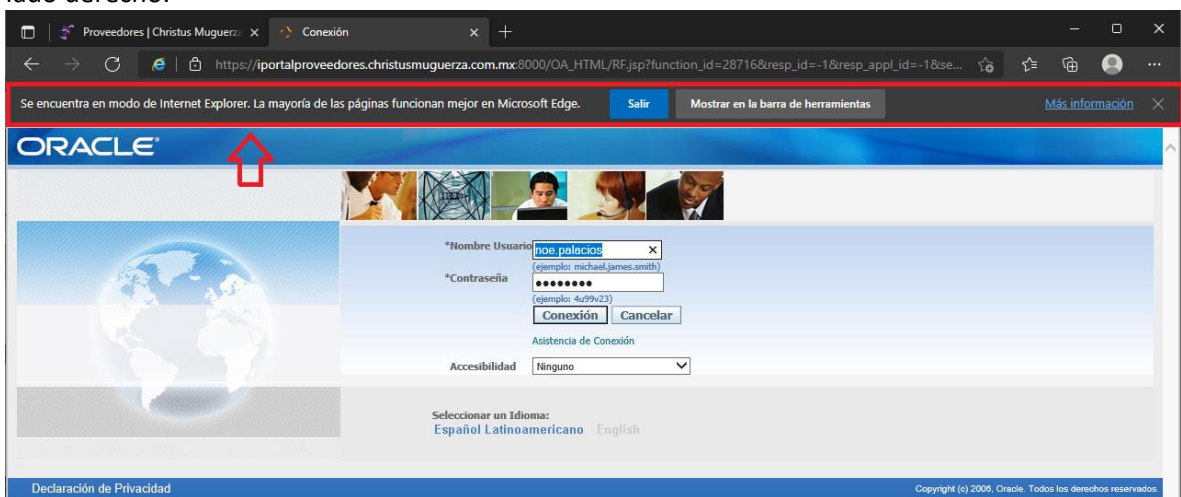 lado derecho.
Proveedores | Christus Muguerza
Conexión
https://iportalproveedores.christusmuguerza.com.mx:8000/OA_HTML/RF.jsp?function_id=28716&resp_id=-1&resp_appl_id=-1&se...
Se encuentra en modo de Internet Explorer. La mayoría de las páginas funcionan mejor en Microsoft Edge. Salir Mostrar en la barra de herramientas Más información
ORACLE
*Nombre Usuario noe.palacios
(ejemplo: michael.james.smith)
*Contraseña
(ejemplo: 4u99v23)
Conexión Cancelar
Asistencia de Conexión
Accesibilidad Ninguno
Seleccionar un Idioma:
Español Latinoamericano English
Declaración de Privacidad Copyright (c) 2006, Oracle. Todos los derechos reservados.